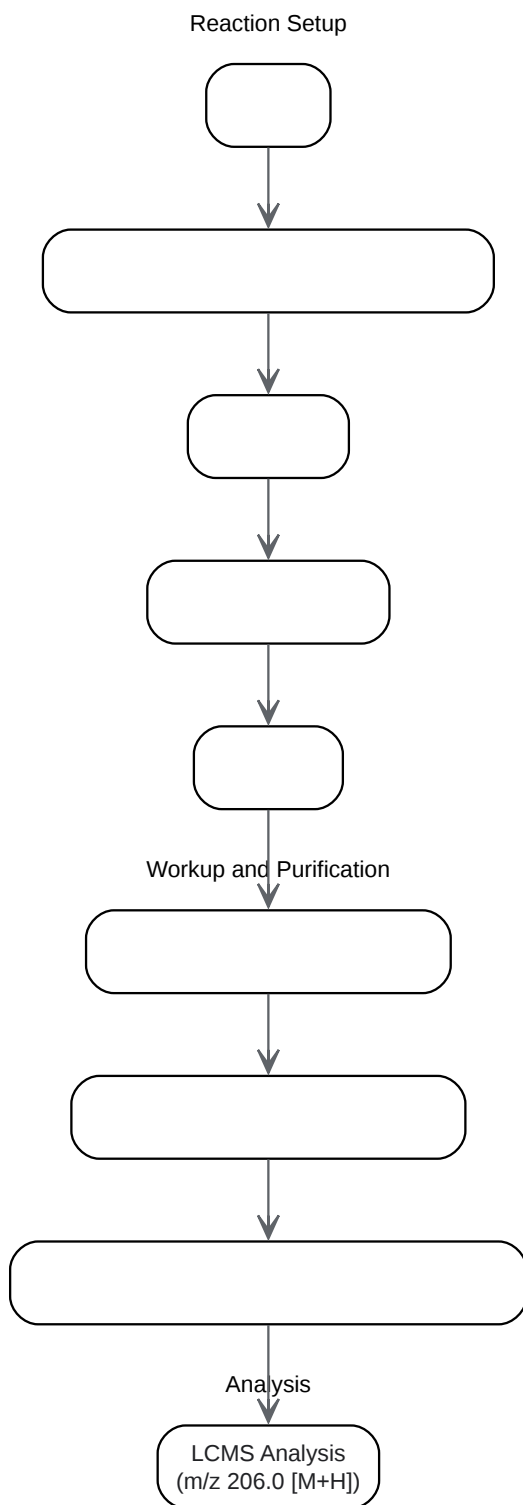 Reaction Setup
Workup and Purification
Analysis
LCMS Analysis
(m/z 206.0 [M+H])